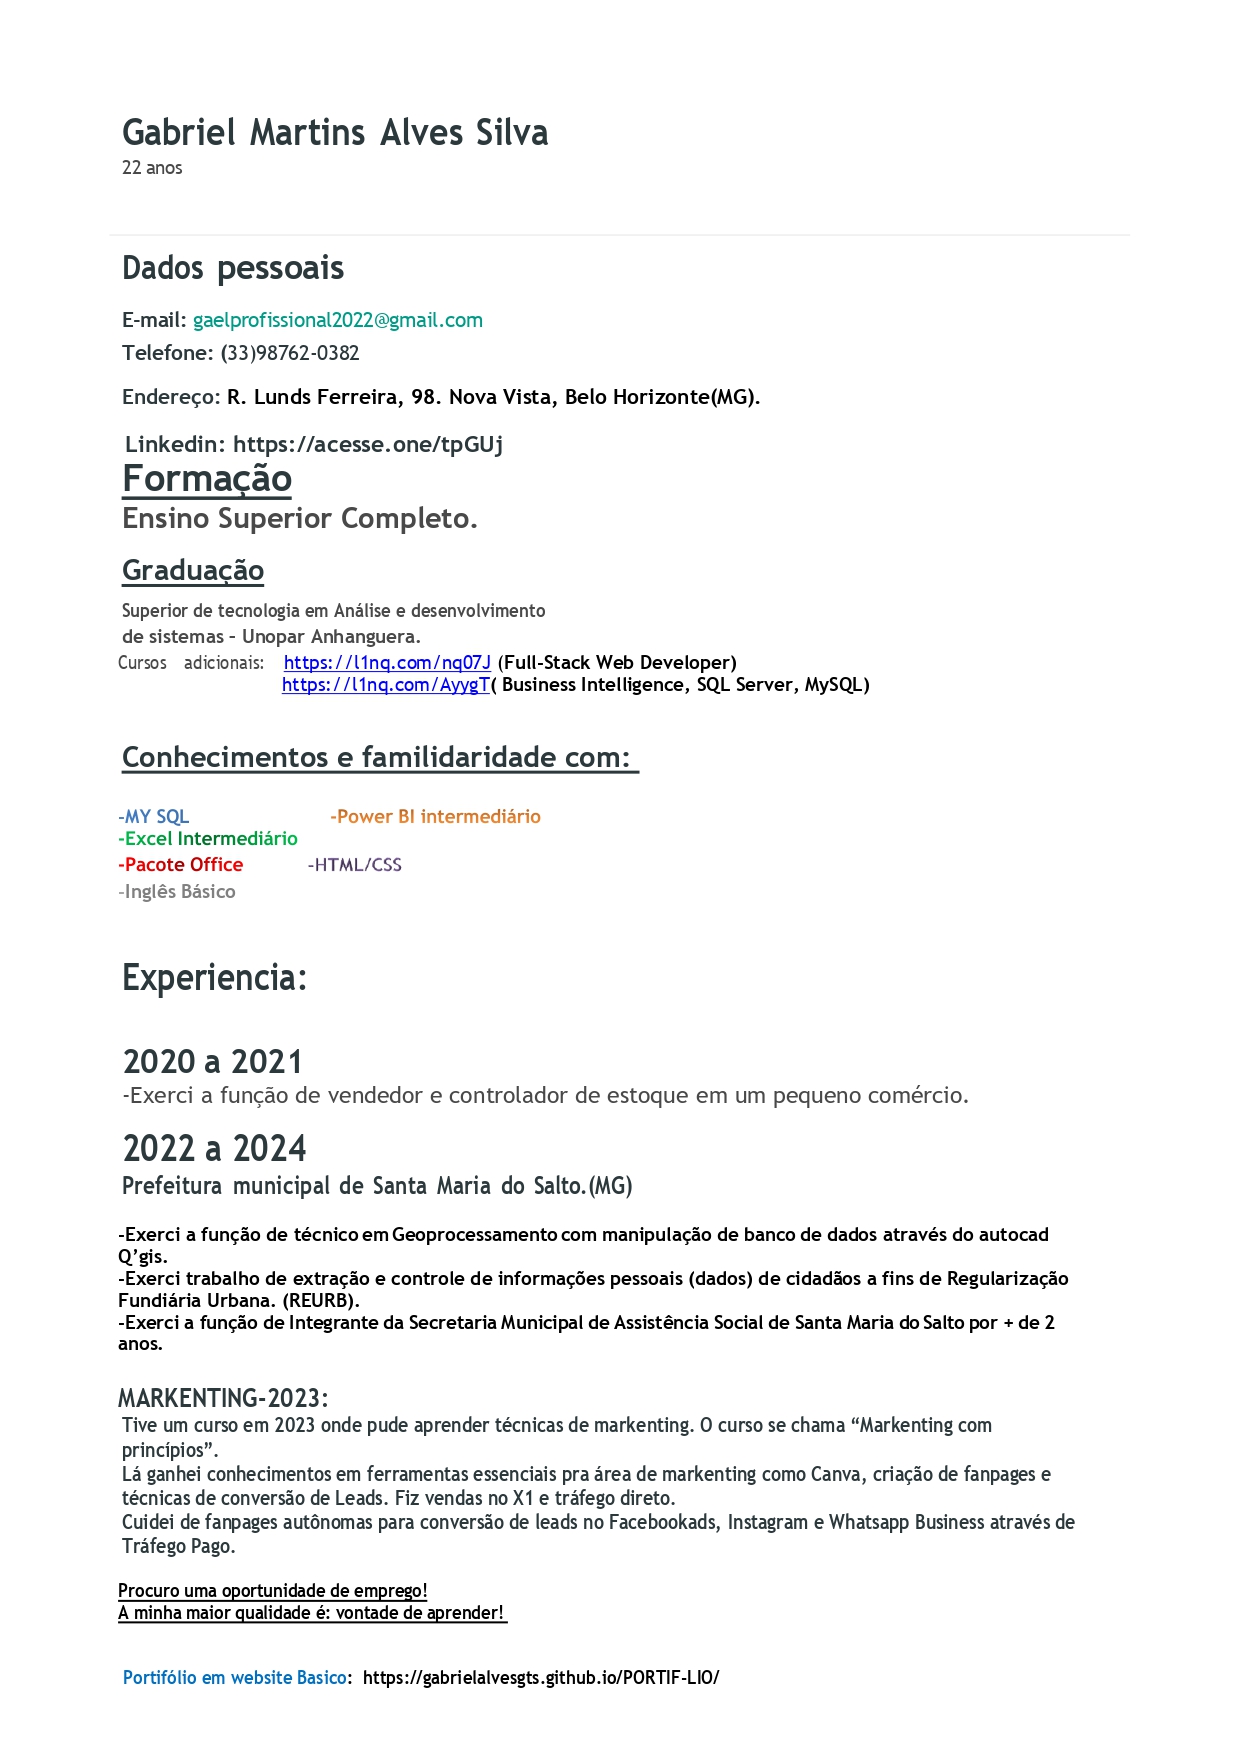 Gabriel Martins Alves Silva
22 anos
Dados pessoais
E-mail: gaelprofissional2022@gmail.com
Telefone: (33)98762-0382
Endereço: R. Lunds Ferreira, 98. Nova Vista, Belo Horizonte(MG).
Linkedin: https://acesse.one/tpGUj
Formação
Ensino Superior Completo.
Graduação
Superior de tecnologia em Análise e desenvolvimento
de sistemas – Unopar Anhanguera.
Cursos adicionais: https://l1nq.com/nq07J (Full-Stack Web Developer)
https://l1nq.com/AyygT( Business Intelligence, SQL Server, MySQL)
Conhecimentos e familidaridade com:
-MY SQL -Power BI intermediário
-Excel Intermediário
-Pacote Office -HTML/CSS
-Inglês Básico
Experiencia:
2020 a 2021
-Exerci a função de vendedor e controlador de estoque em um pequeno comércio.
2022 a 2024
Prefeitura municipal de Santa Maria do Salto.(MG)
-Exerci a função de técnico em Geoprocessamento com manipulação de banco de dados através do autocad
Q’gis.
-Exerci trabalho de extração e controle de informações pessoais (dados) de cidadãos a fins de Regularização
Fundiária Urbana. (REURB).
-Exerci a função de Integrante da Secretaria Municipal de Assistência Social de Santa Maria do Salto por + de 2
anos.
MARKENTING-2023:
Tive um curso em 2023 onde pude aprender técnicas de markenting. O curso se chama “Markenting com
princípios”.
Lá ganhei conhecimentos em ferramentas essenciais pra área de markenting como Canva, criação de fanpages e
técnicas de conversão de Leads. Fiz vendas no X1 e tráfego direto.
Cuidei de fanpages autônomas para conversão de leads no Facebookads, Instagram e Whatsapp Business através de
Tráfego Pago.
Procuro uma oportunidade de emprego!
A minha maior qualidade é: vontade de aprender!
Portifólio em website Basico: https://gabrielalvesgts.github.io/PORTIF-LIO/